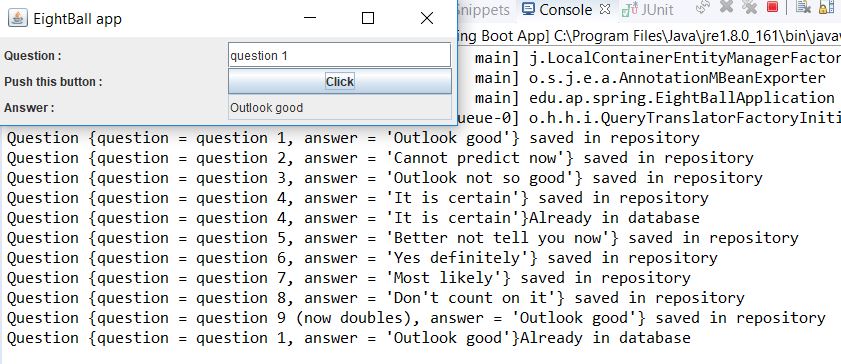 EightBall app
Question :
question 1
Push this button :
Click
Answer :
Outlook good
Snippets
Console
JUnit
ng Boot App] C:\Program Files\Java\jre1.8.0_161\bin\javaw
main] j.LocalContainerEntityManagerFactor
main] o.s.j.e.a.AnnotationMBeanExporter
main] edu.ap.spring.EightBallApplication
ueue-0] o.h.h.i.QueryTranslatorFactoryIniti
Question {question = question 1, answer = 'Outlook good'} saved in repository
Question {question = question 2, answer = 'Cannot predict now'} saved in repository
Question {question = question 3, answer = 'Outlook not so good'} saved in repository
Question {question = question 4, answer = 'It is certain'} saved in repository
Question {question = question 4, answer = 'It is certain'}Already in database
Question {question = question 5, answer = 'Better not tell you now'} saved in repository
Question {question = question 6, answer = 'Yes definitely'} saved in repository
Question {question = question 7, answer = 'Most likely'} saved in repository
Question {question = question 8, answer = 'Don't count on it'} saved in repository
Question {question = question 9 (now doubles), answer = 'Outlook good'} saved in repository
Question {question = question 1, answer = 'Outlook good'}Already in database